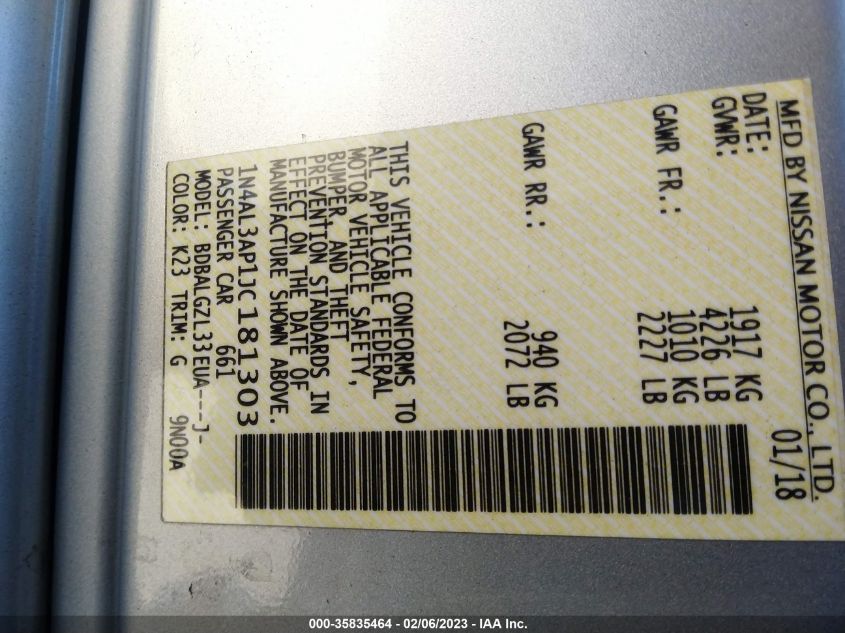 MFD BY NISSAN MOTOR CO., LTD.
DATE: 01/18
GVWR: 1917 KG
4226 LB
GAWR FR.: 1010 KG
2227 LB
GAWR RR.: 940 KG
2072 LB
THIS VEHICLE CONFORMS TO
ALL APPLICABLE FEDERAL
MOTOR VEHICLE SAFETY,
BUMPER, AND THEFT
PREVENTION STANDARDS IN
EFFECT ON THE DATE OF
MANUFACTURE SHOWN ABOVE.
1N4AL3AP1JC181303
PASSENGER CAR 661
MODEL: BDBALGZL33EUA---J-
COLOR: K23 TRIM: G 9N00A
000-35835464 - 02/06/2023 - IAA Inc.